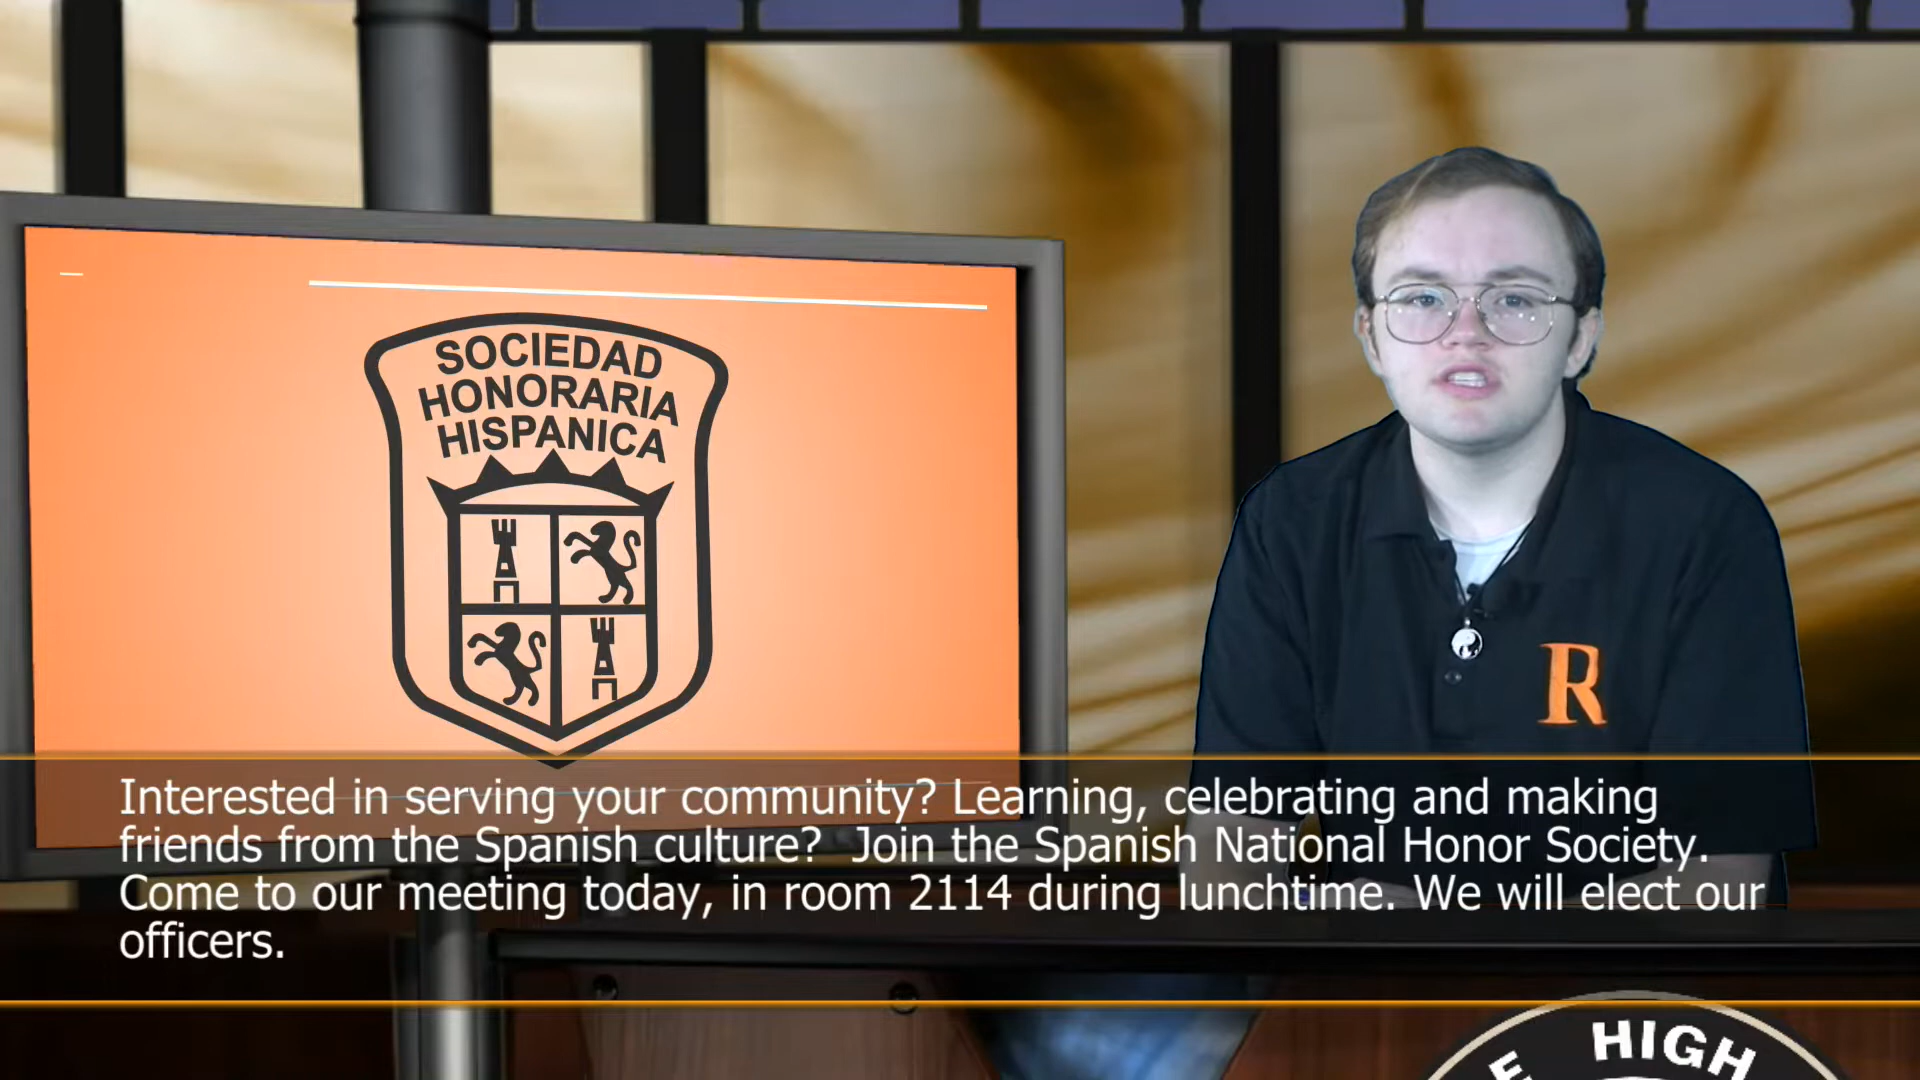 SOCIEDAD
HONORARIA
HISPANICA
R
Interested in serving your community? Learning, celebrating and making
friends from the Spanish culture?  Join the Spanish National Honor Society.
Come to our meeting today, in room 2114 during lunchtime. We will elect our
officers.
E HIGH